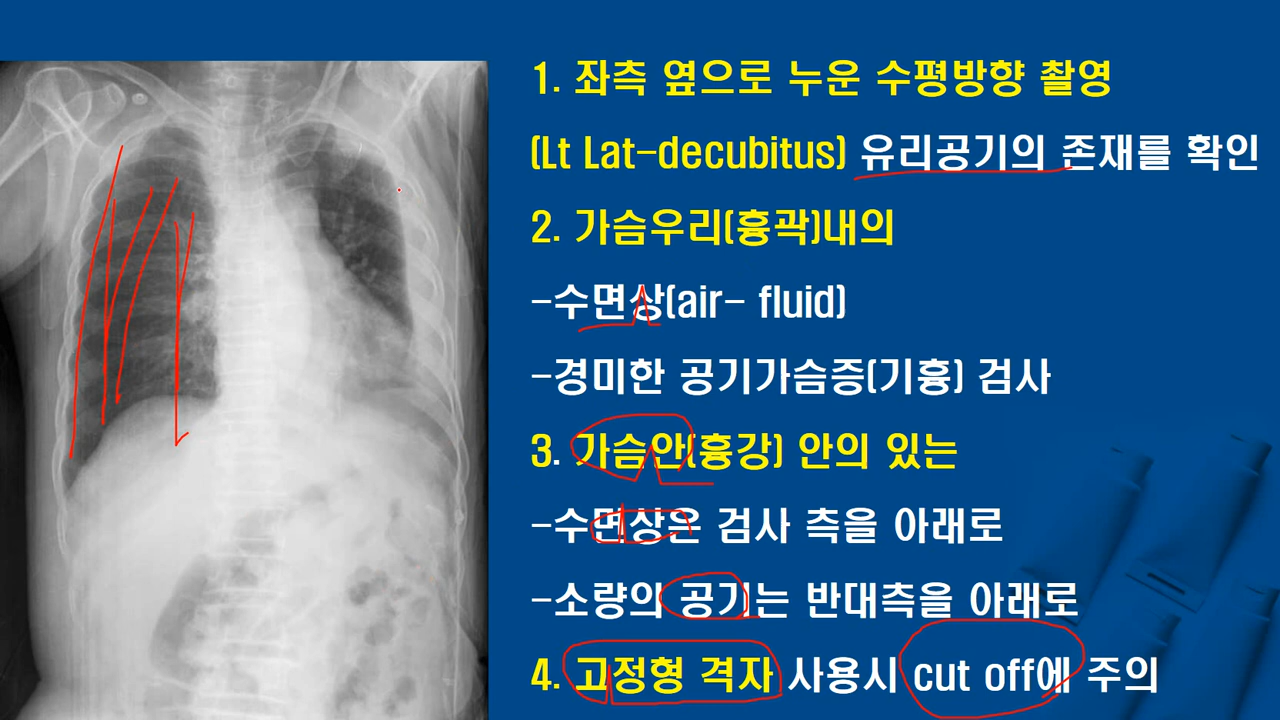 1. 좌측 옆으로 누운 수평방향 촬영
(Lt Lat-decubitus) 유리공기의 존재를 확인
2. 가슴우리(흉곽)내의
-수면상(air- fluid)
-경미한 공기가슴증(기흉) 검사
3. 가슴안(흉강) 안의 있는
-수면상은 검사 측을 아래로
-소량의 공기는 반대측을 아래로
4. 고정형 격자 사용시 cut off에 주의